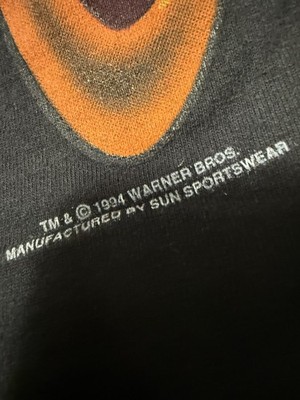 TM & © 1994 WARNER BROS.
MANUFACTURED BY SUN SPORTSWEAR